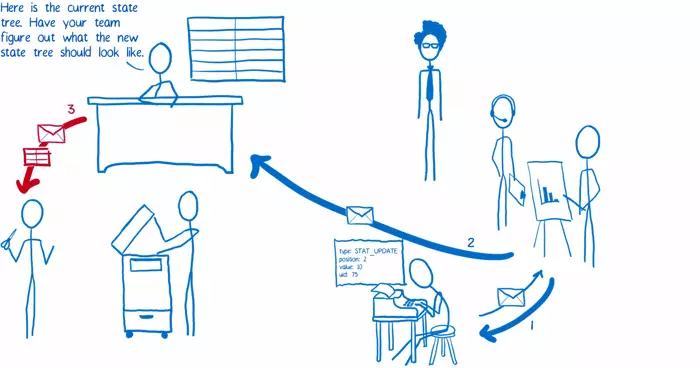 Here is the current state
tree. Have your team
figure out what the new
state tree should look like.
3
2
type: STAT_UPDATE
position: 2
value: 10
uid: 75
1